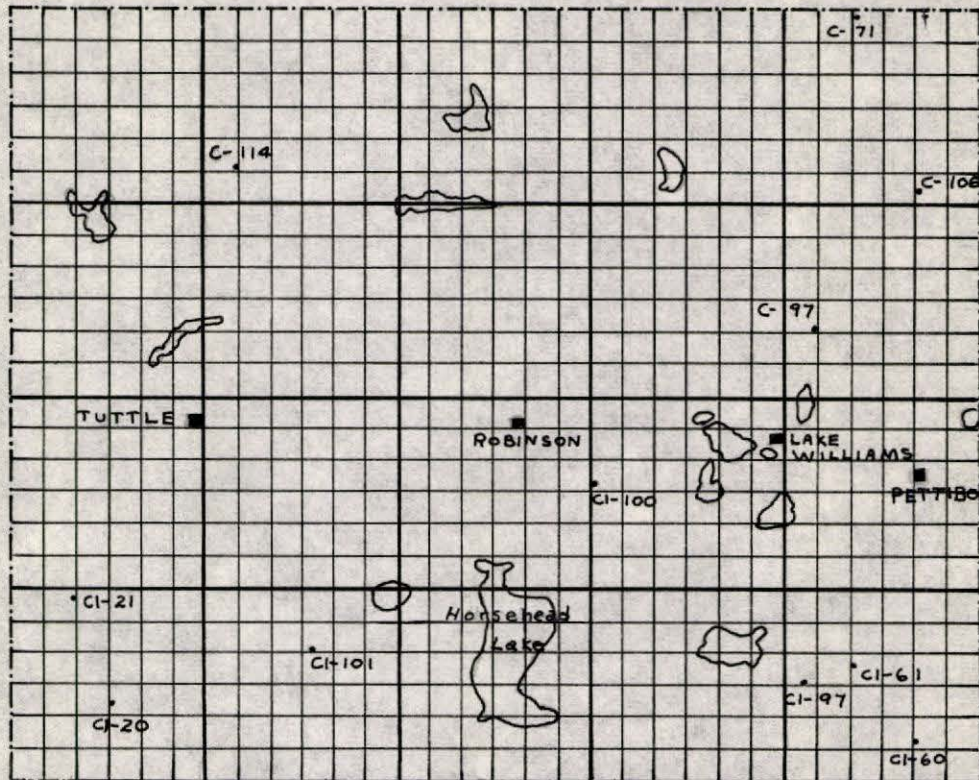 C-71
C-114
C-106
C-97
TUTTLE
ROBINSON
LAKE
WILLIAMS
C1-100
PETTIBO
C1-21
Horsehead
Lake
C1-101
C1-61
C1-97
C1-20
C1-60